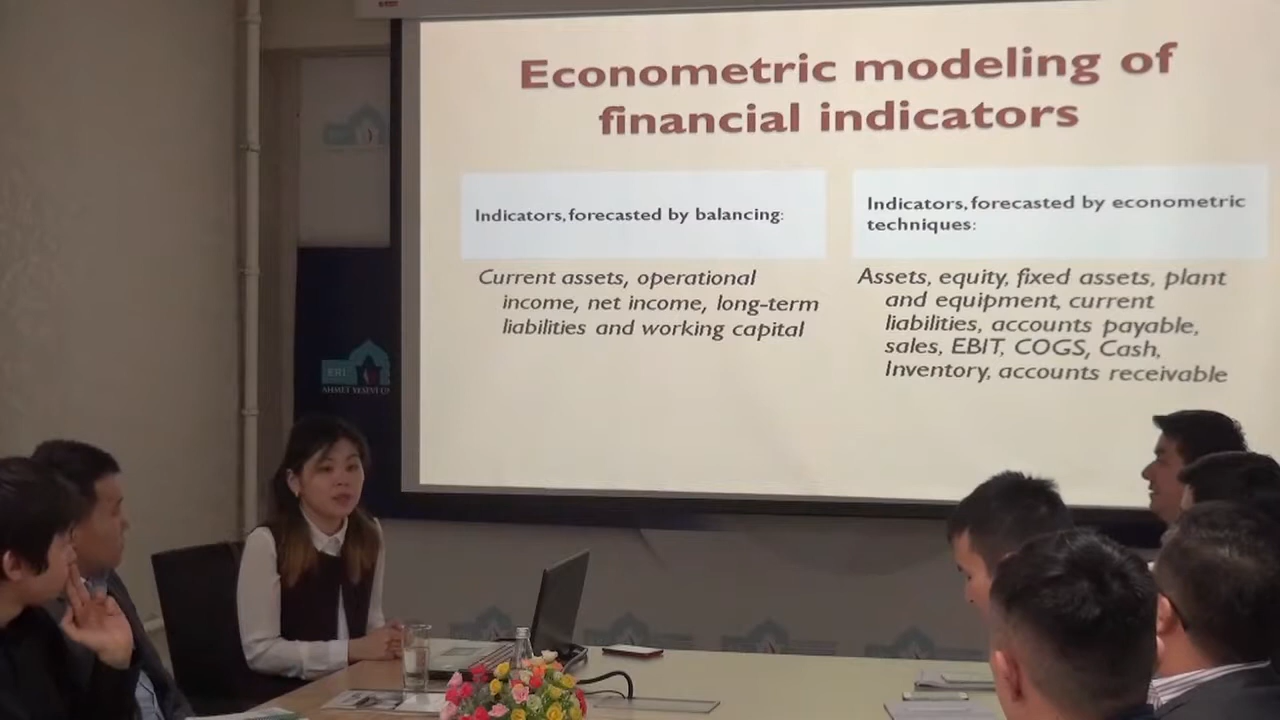 Econometric modeling of
financial indicators
Indicators, forecasted by balancing:
Current assets, operational
income, net income, long-term
liabilities and working capital
Indicators, forecasted by econometric
techniques:
Assets, equity, fixed assets, plant
and equipment, current
liabilities, accounts payable,
sales, EBIT, COGS, Cash,
Inventory, accounts receivable
ERI